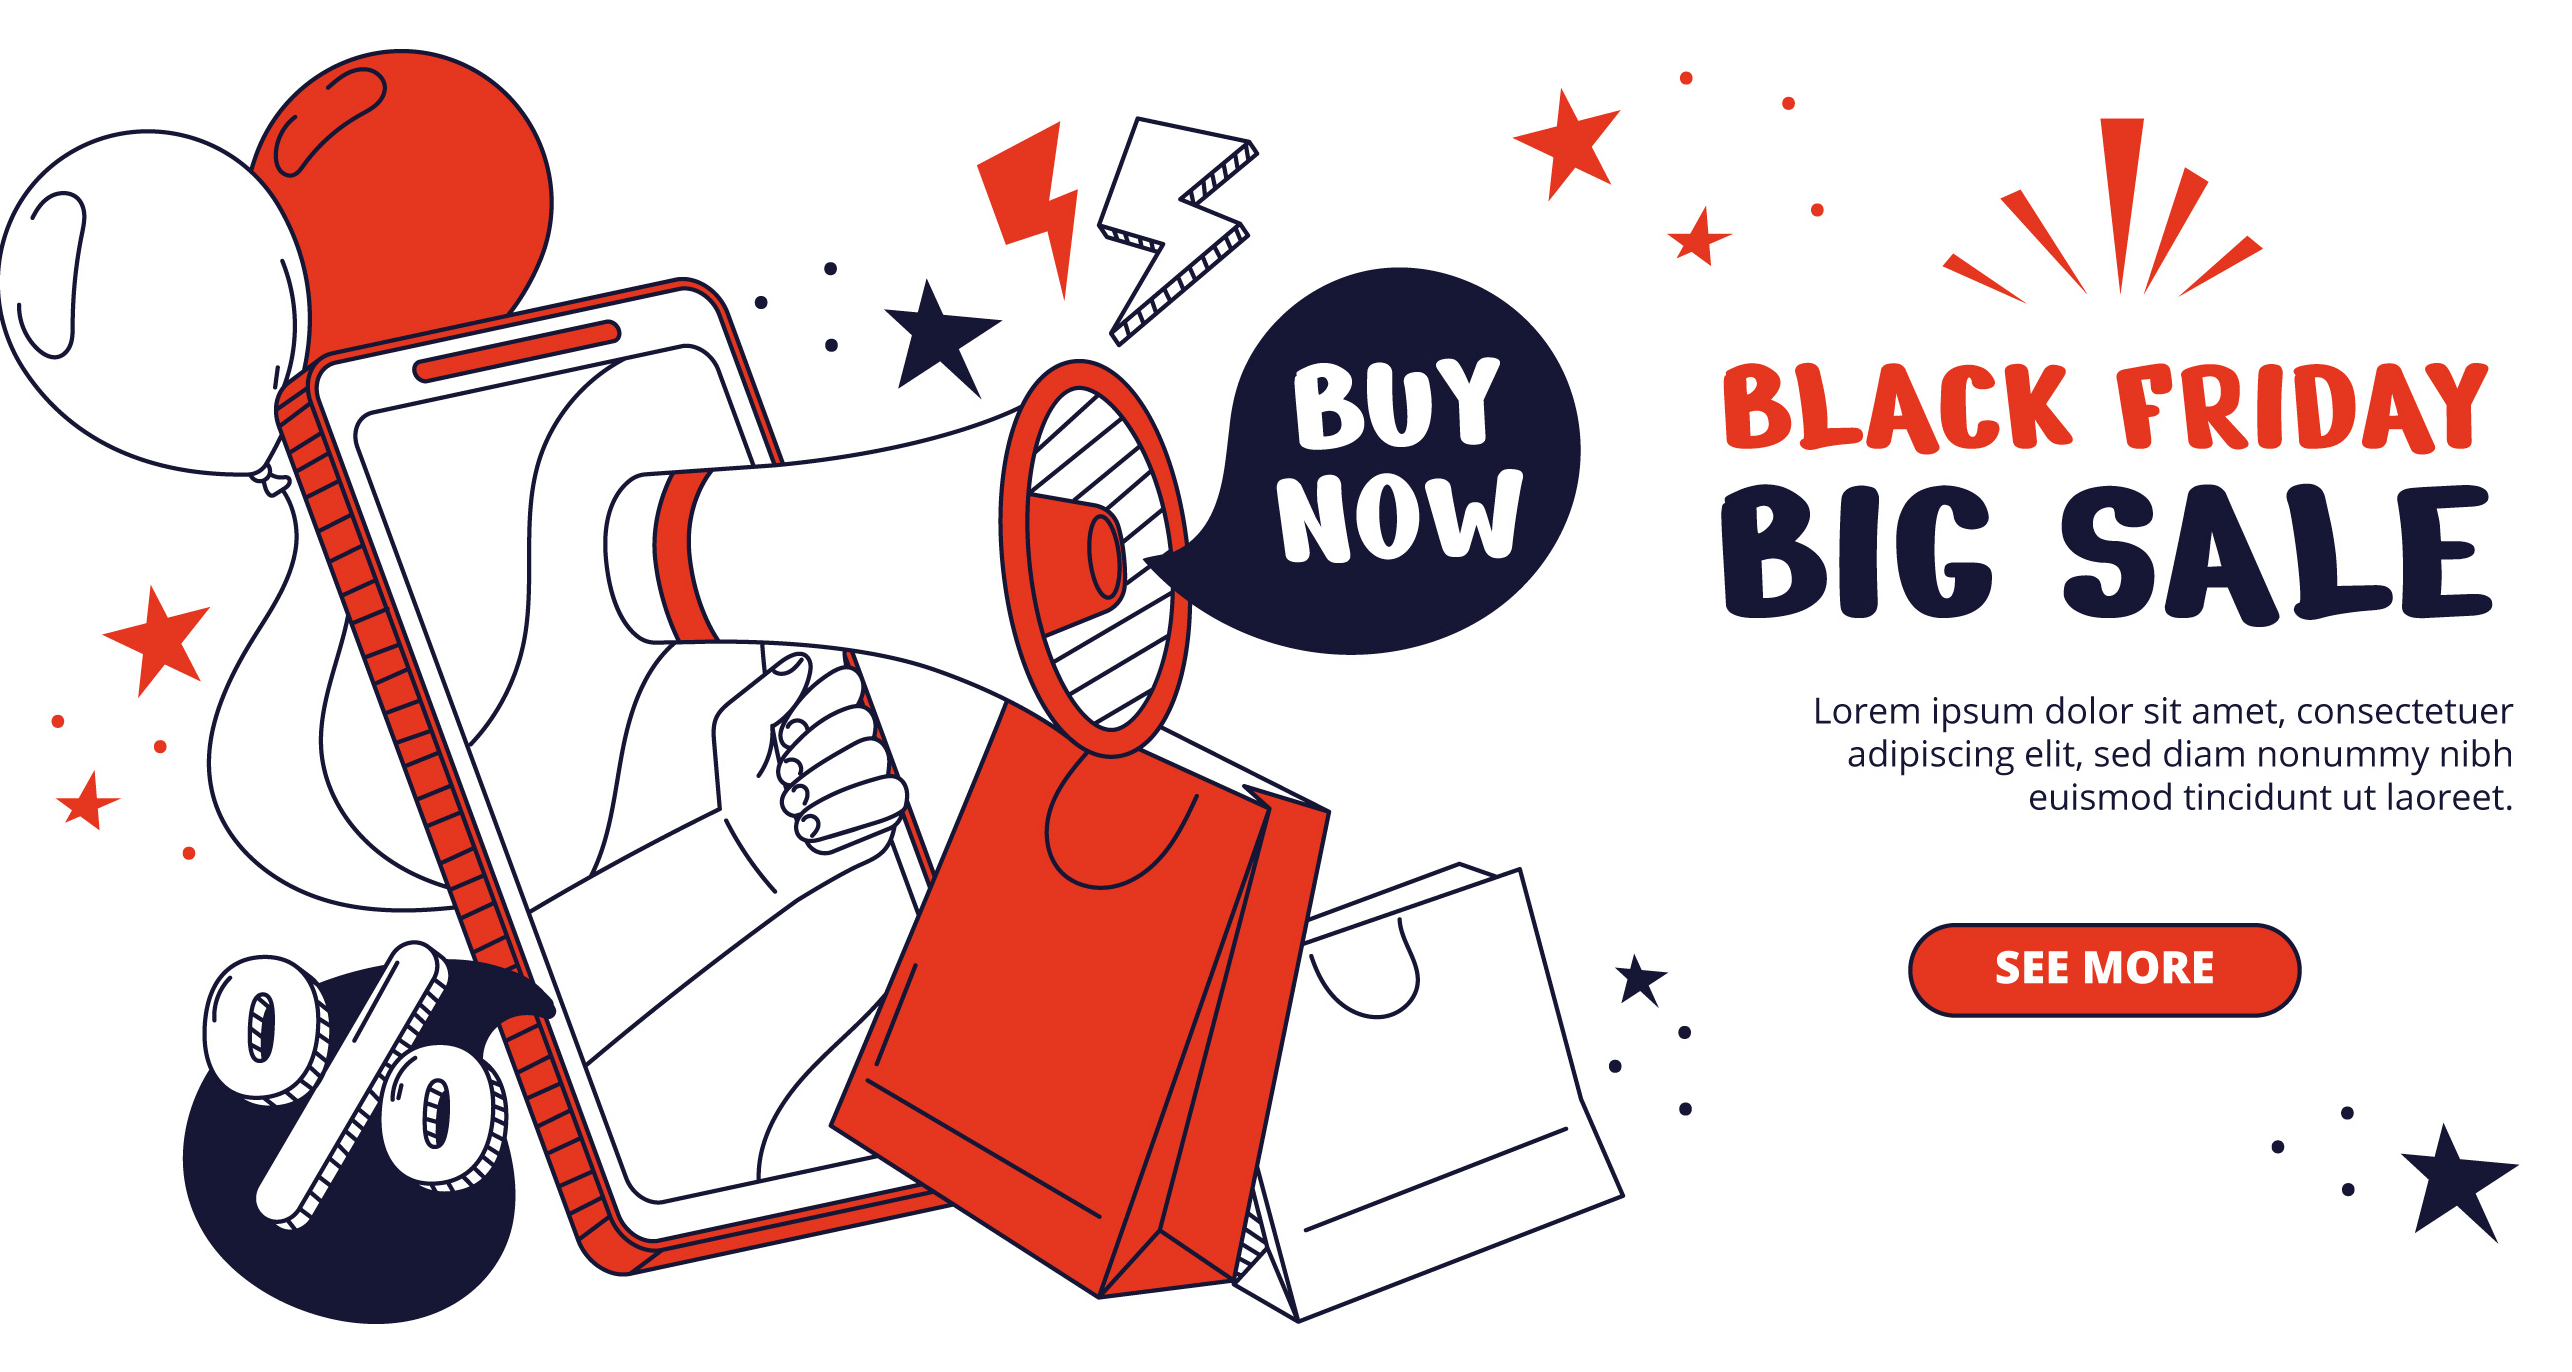 BUY
NOW
BLACK FRIDAY
BIG SALE
Lorem ipsum dolor sit amet, consectetuer
adipiscing elit, sed diam nonummy nibh
euismod tincidunt ut laoreet.
SEE MORE
%